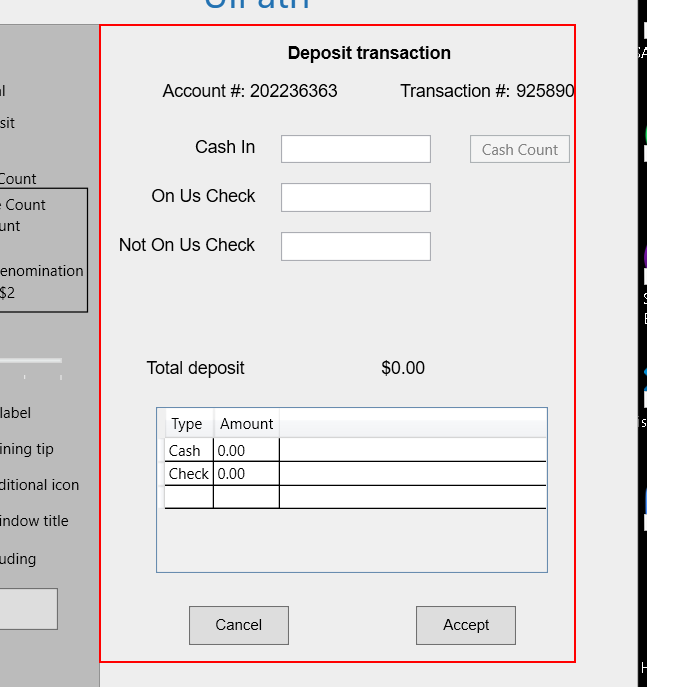 UiPath
Deposit transaction
Account #: 202236363 Transaction #: 925890
Cash In Cash Count
On Us Check
Not On Us Check
Total deposit $0.00
Type Amount
Cash 0.00
Check 0.00
Cancel Accept
sit
Count
Count
unt
enomination
$2
label
ining tip
ditional icon
indow title
uding